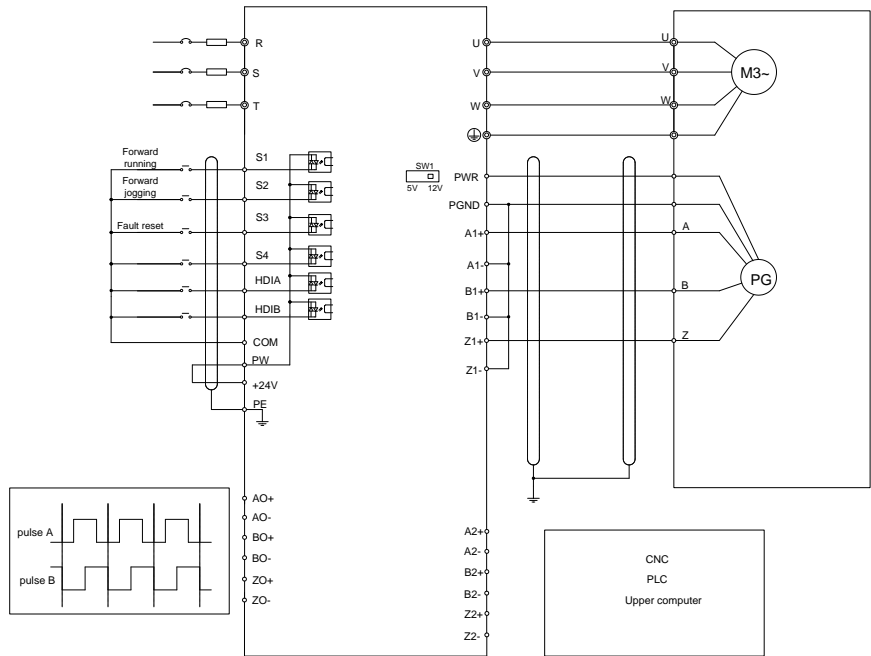 R
S
T
U
V
W
U
V
W
M3~
Forward
running
Forward
jogging
Fault reset
S1
S2
S3
S4
HDIA
HDIB
COM
PW
+24V
PE
SW1
5V 12V
PWR
PGND
A1+
A1-
B1+
B1-
Z1+
Z1-
A
B
Z
PG
pulse A
pulse B
AO+
AO-
BO+
BO-
ZO+
ZO-
A2+
A2-
B2+
B2-
Z2+
Z2-
CNC
PLC
Upper computer